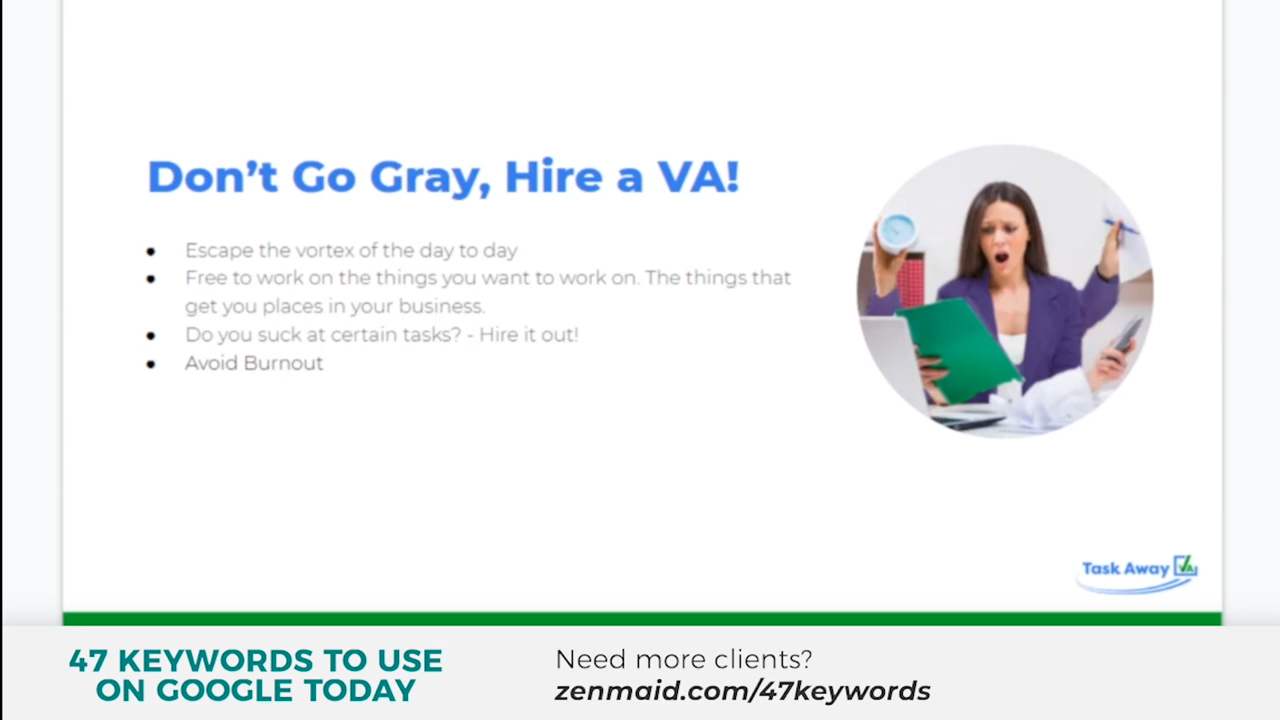 Don't Go Gray, Hire a VA!
● Escape the vortex of the day to day
● Free to work on the things you want to work on. The things that
get you places in your business.
● Do you suck at certain tasks? - Hire it out!
● Avoid Burnout
Task Away VA
47 KEYWORDS TO USE
ON GOOGLE TODAY
Need more clients?
zenmaid.com/47keywords